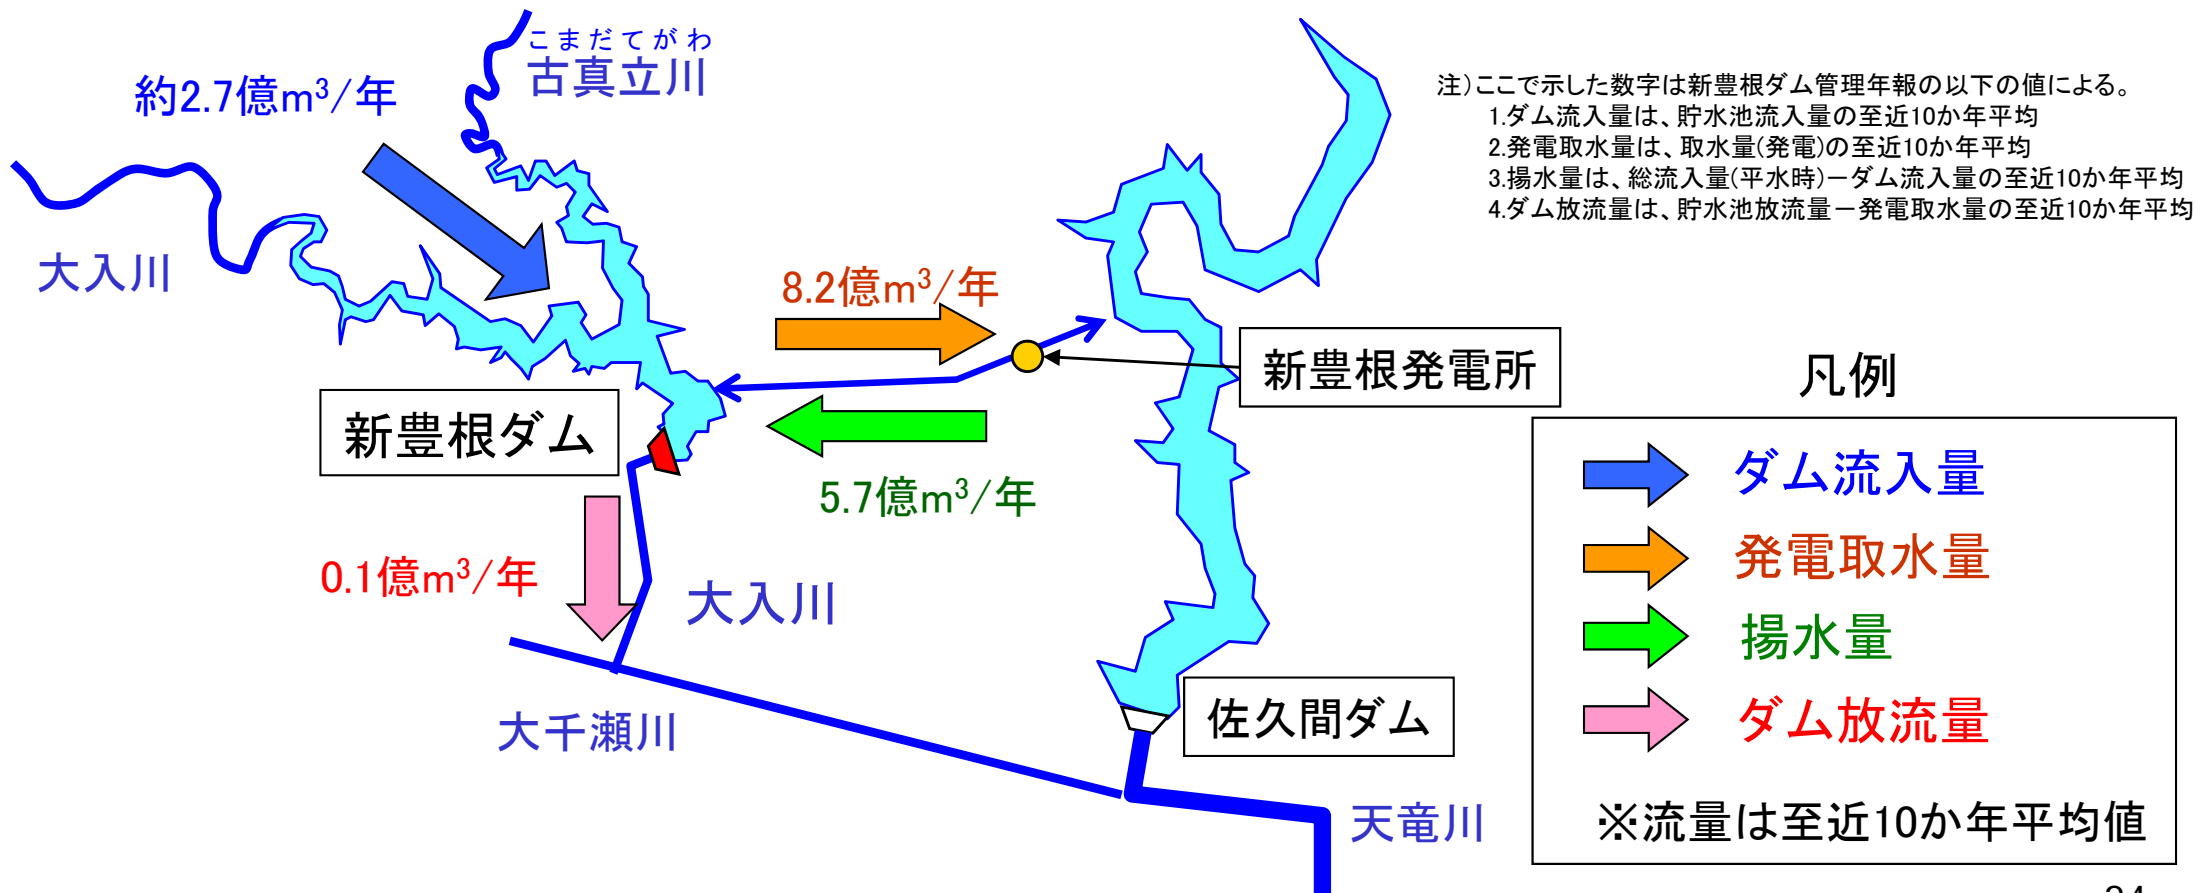 こまだてがわ
古真立川
約2.7億m³/年
大入川
注)ここで示した数字は新豊根ダム管理年報の以下の値による。
1.ダム流入量は、貯水池流入量の至近10か年平均
2.発電取水量は、取水量(発電)の至近10か年平均
3.揚水量は、総流入量(平水時)－ダム流入量の至近10か年平均
4.ダム放流量は、貯水池放流量－発電取水量の至近10か年平均
8.2億m³/年
新豊根発電所
新豊根ダム
5.7億m³/年
0.1億m³/年
大入川
大千瀬川
佐久間ダム
天竜川
凡例
ダム流入量
発電取水量
揚水量
ダム放流量
※流量は至近10か年平均値